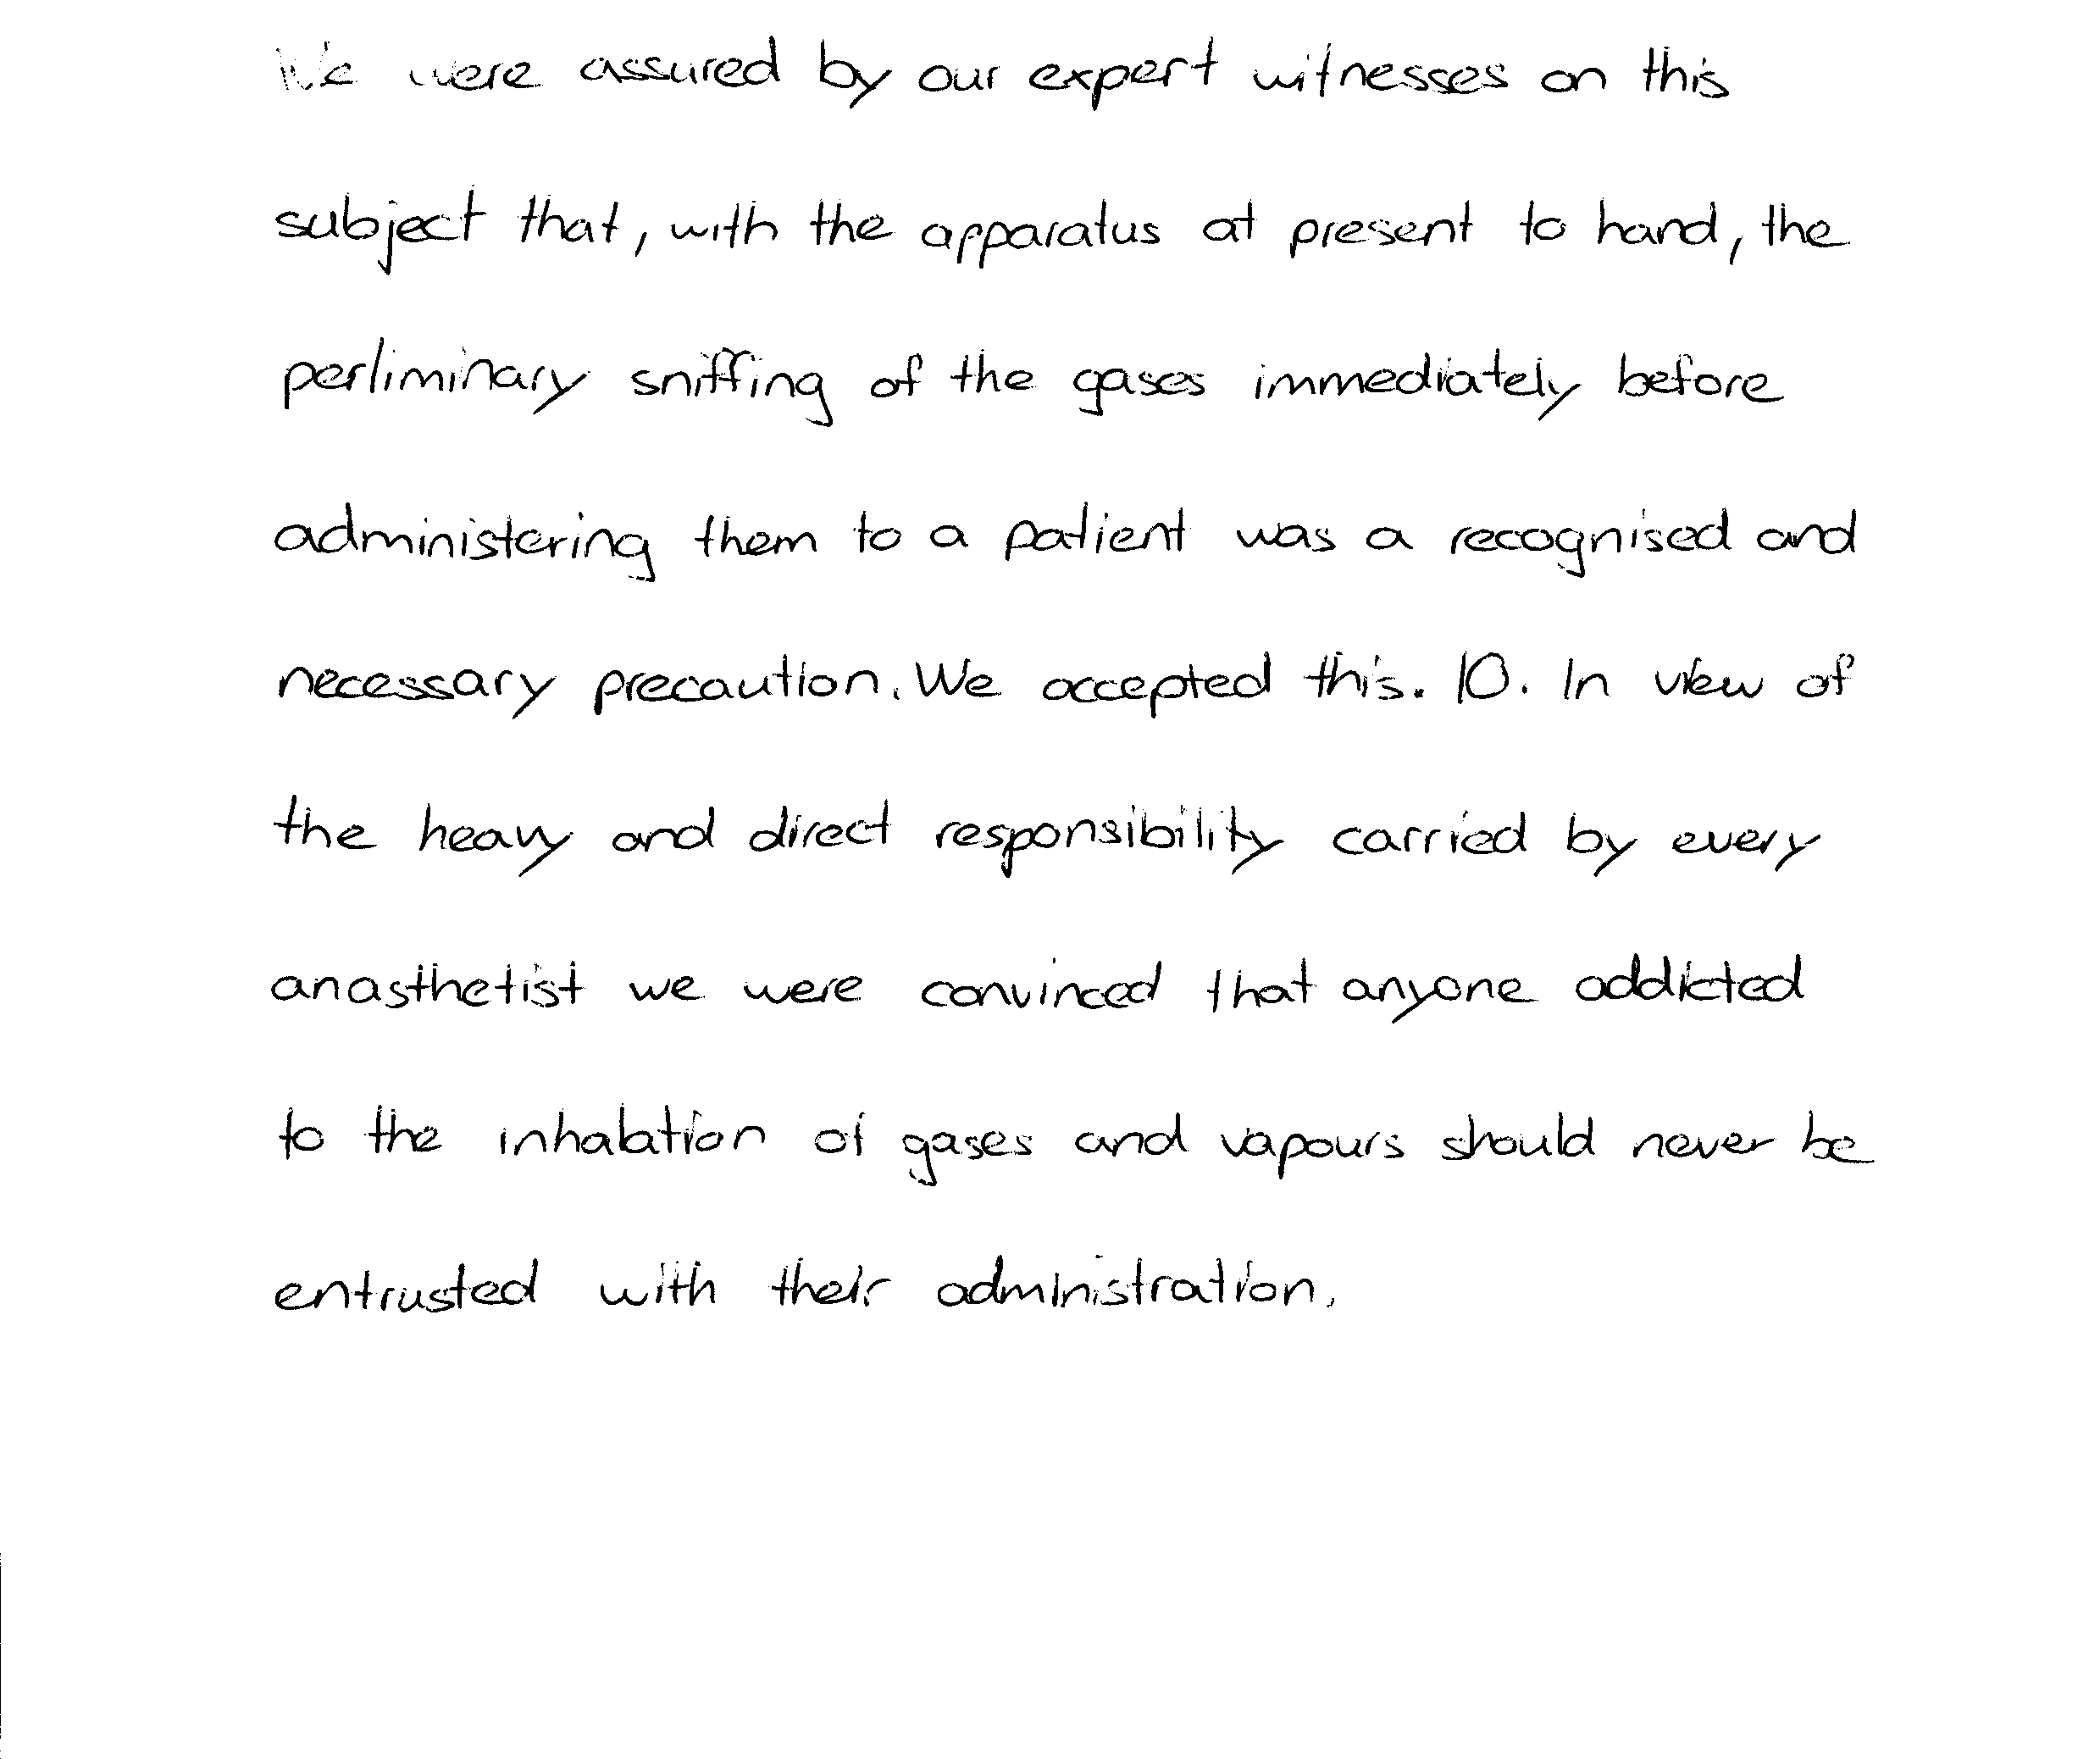 We were assured by our expert witnesses on this
subject that, with the apparatus at present to hand, the
perliminary sniffing of the gases immediately before
administering them to a patient was a recognised and
necessary precaution. We accepted this. 10. In view of
the heavy and direct responsibility carried by every
anasthetist we were convinced that anyone addicted
to the inhalation of gases and vapours should never be
entrusted with their administration.